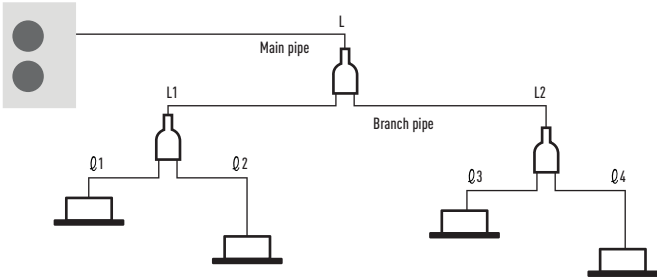 L
Main pipe
L1
L2
Branch pipe
ℓ1
ℓ2
ℓ3
ℓ4